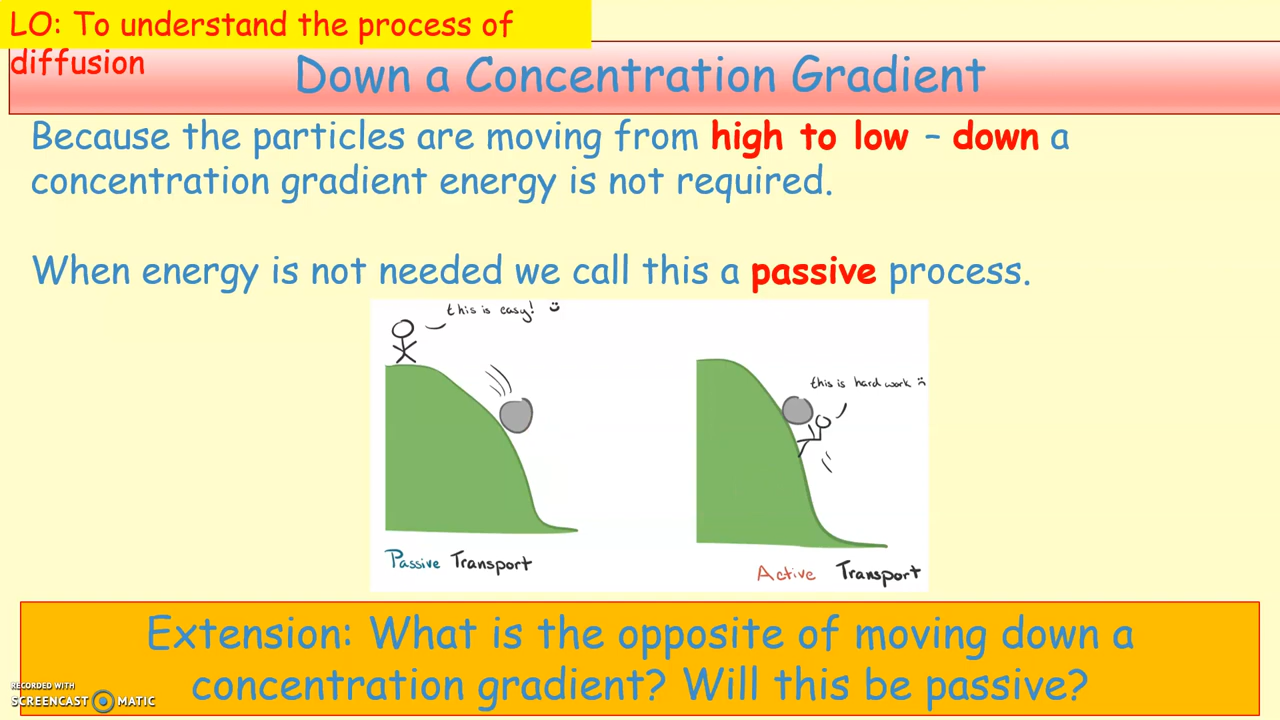 LO: To understand the process of
diffusion
Down a Concentration Gradient
Because the particles are moving from high to low – down a
concentration gradient energy is not required.
When energy is not needed we call this a passive process.
this is easy!
this is hard work
Passive Transport
Active Transport
Extension: What is the opposite of moving down a
concentration gradient? Will this be passive?
RECORDED WITH
SCREENCAST MATIC